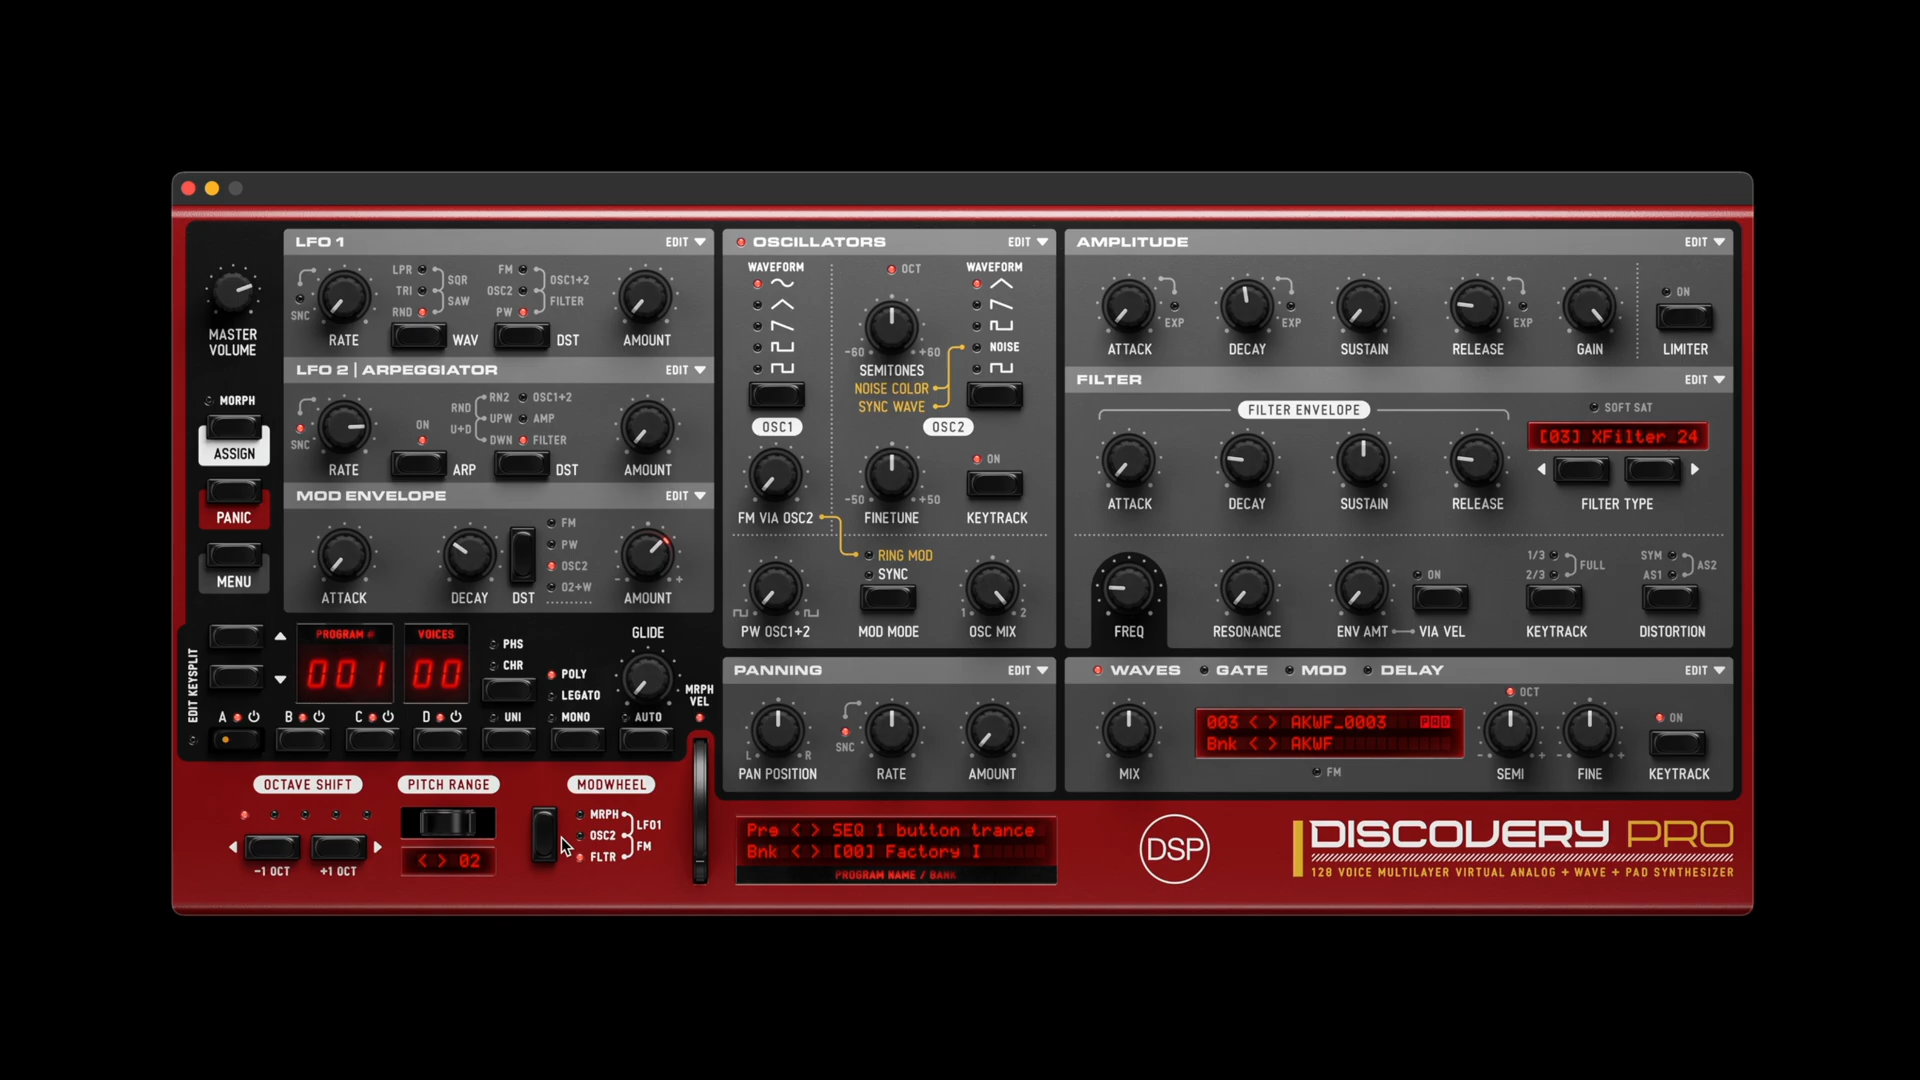 MASTER
VOLUME
MORPH
ASSIGN
PANIC
MENU
LFO 1
EDIT
SNC
RATE
LPR
TRI
RND
SQR
SAW
WAV
FM
OSC2
PW
OSC1+2
FILTER
DST
AMOUNT
LFO 2 | ARPEGGIATOR
EDIT
SNC
RATE
ON
ARP
RND
U+D
RN2
UPW
DWN
OSC1+2
AMP
FILTER
DST
AMOUNT
MOD ENVELOPE
EDIT
ATTACK
DECAY
DST
FM
PW
OSC2
O2+W
- +
AMOUNT
EDIT KEYSPLIT
PROGRAM #
001
VOICES
00
A
B
C
D
PHS
CHR
UNI
POLY
LEGATO
MONO
GLIDE
AUTO
MRPH
VEL
OCTAVE SHIFT
-1 OCT
+1 OCT
PITCH RANGE
< > 02
MODWHEEL
MRPH
OSC2
FLTR
LFO1
FM
OSCILLATORS
EDIT
WAVEFORM
OSC1
OCT
-60 +60
SEMITONES
NOISE COLOR
SYNC WAVE
WAVEFORM
NOISE
OSC2
FM VIA OSC2
-50 +50
FINETUNE
ON
KEYTRACK
PW OSC1+2
RING MOD
SYNC
MOD MODE
1 2
OSC MIX
PANNING
EDIT
L R
PAN POSITION
SNC
RATE
AMOUNT
Pre < > SEQ 1 button trance
Bnk < > [00] Factory I
PROGRAM NAME / BANK
AMPLITUDE
EDIT
ATTACK
EXP
DECAY
EXP
SUSTAIN
RELEASE
EXP
GAIN
ON
LIMITER
FILTER
EDIT
FILTER ENVELOPE
ATTACK
DECAY
SUSTAIN
RELEASE
SOFT SAT
[03] XFilter 24
FILTER TYPE
FREQ
RESONANCE
ENV AMT
ON
VIA VEL
1/3
2/3
FULL
KEYTRACK
SYM
AS1
AS2
DISTORTION
WAVES
GATE
MOD
DELAY
EDIT
MIX
003 < > AKWF_0003 PAD
Bnk < > AKWF
FM
OCT
- +
SEMI
- +
FINE
ON
KEYTRACK
DSP
DISCOVERY PRO
128 VOICE MULTILAYER VIRTUAL ANALOG + WAVE + PAD SYNTHESIZER